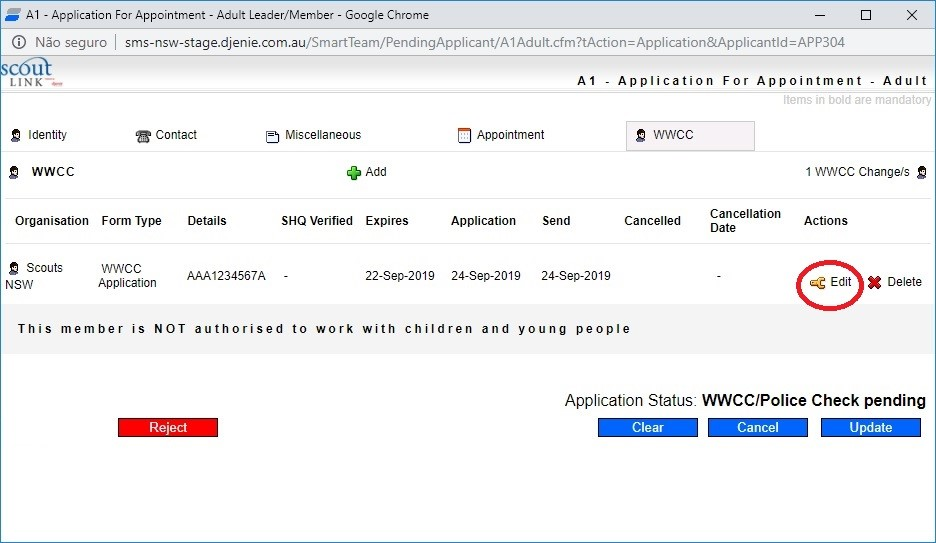 A1 - Application For Appointment - Adult Leader/Member - Google Chrome
Não seguro | sms-nsw-stage.djenie.com.au/SmartTeam/PendingApplicant/A1Adult.cfm?tAction=Application&ApplicantId=APP304
scout
LINK
A1 - Application For Appointment - Adult
Items in bold are mandatory
Identity Contact Miscellaneous Appointment WWCC
WWCC Add 1 WWCC Change/s
Organisation Form Type Details SHQ Verified Expires Application Send Cancelled Cancellation Date Actions
Scouts NSW WWCC Application AAA1234567A - 22-Sep-2019 24-Sep-2019 24-Sep-2019 - Edit Delete
This member is NOT authorised to work with children and young people
Application Status: WWCC/Police Check pending
Reject Clear Cancel Update